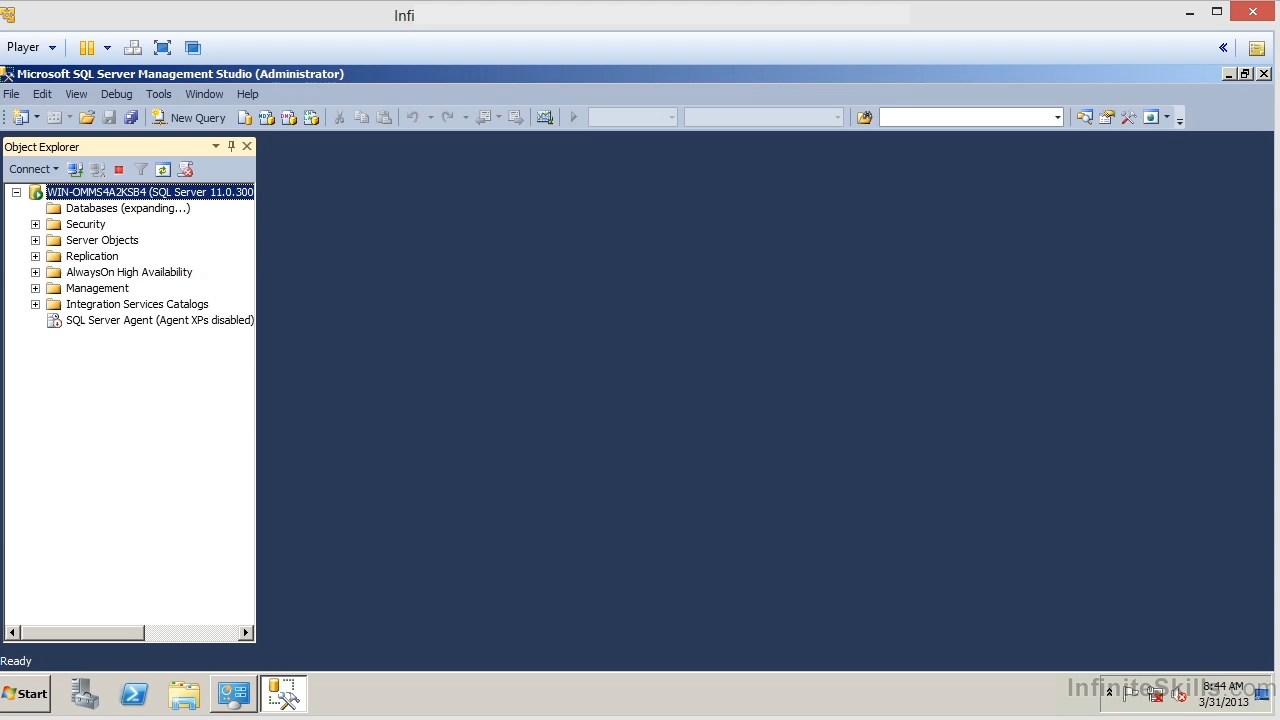 Infi
Player
Microsoft SQL Server Management Studio (Administrator)
File Edit View Debug Tools Window Help
New Query
Object Explorer
Connect
WIN-OMMS4A2KSB4 (SQL Server 11.0.300
Databases (expanding...)
Security
Server Objects
Replication
AlwaysOn High Availability
Management
Integration Services Catalogs
SQL Server Agent (Agent XPs disabled)
Ready
Start
InfiniteSkills.com
8:44 AM
3/31/2013